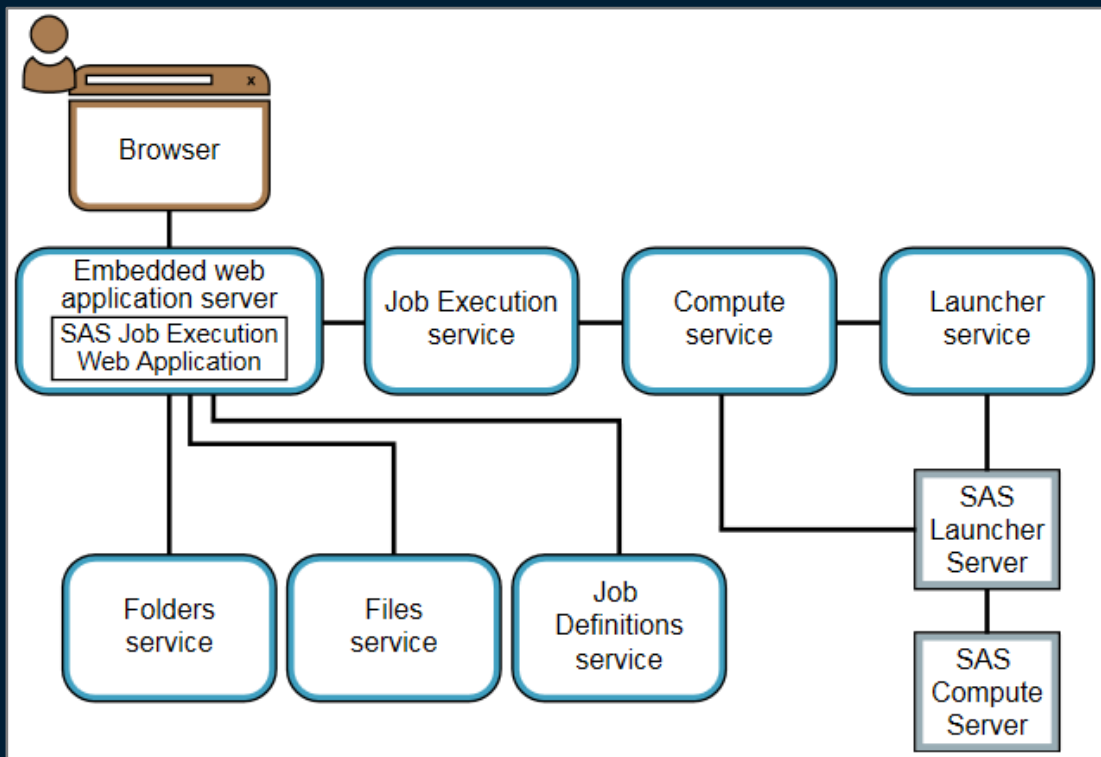 x
Browser
Embedded web
application server
SAS Job Execution
Web Application
Job Execution
service
Compute
service
Launcher
service
SAS
Launcher
Server
Folders
service
Files
service
Job
Definitions
service
SAS
Compute
Server